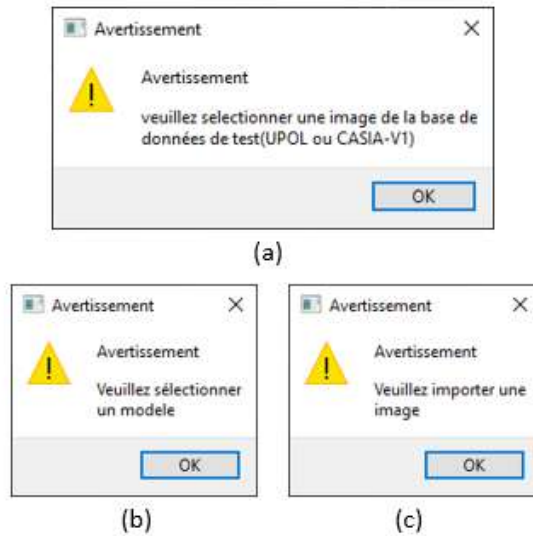 Avertissement
Avertissement
veuillez selectionner une image de la base de
données de test(UPOL ou CASIA-V1)
OK
(a)
Avertissement
Avertissement
Veuillez sélectionner
un modele
OK
(b)
Avertissement
Avertissement
Veuillez importer une
image
OK
(c)